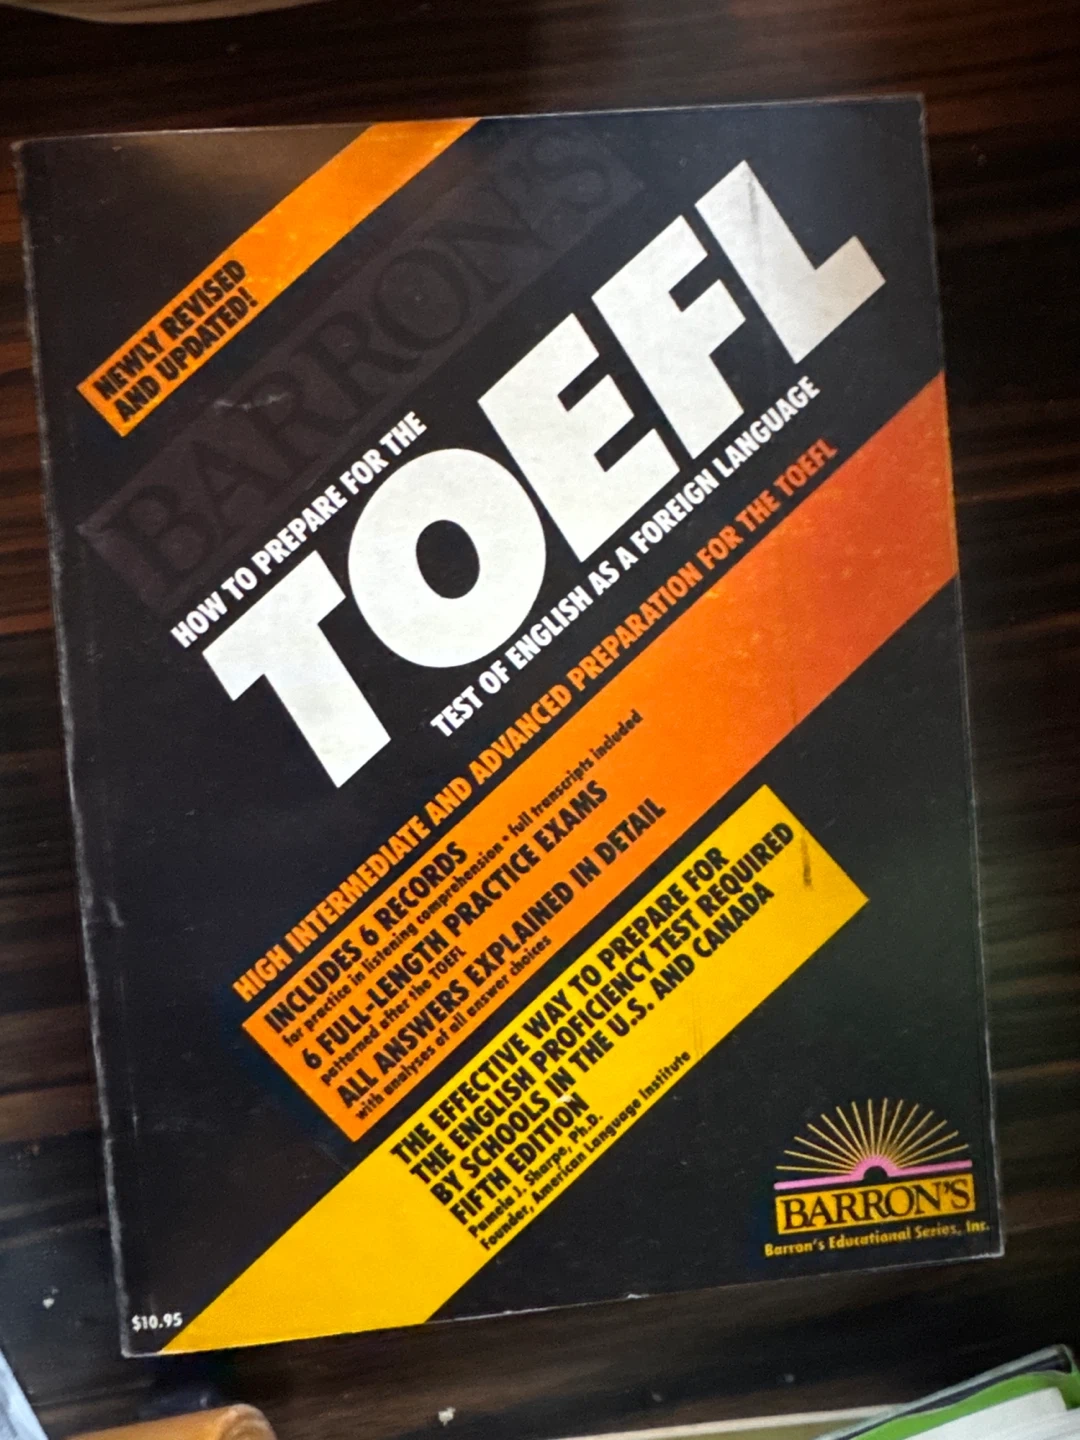 NEWLY REVISED
AND UPDATED!
BARRON'S
HOW TO PREPARE FOR THE
TOEFL
TEST OF ENGLISH AS A FOREIGN LANGUAGE
HIGH INTERMEDIATE AND ADVANCED PREPARATION FOR THE TOEFL
INCLUDES 6 RECORDS
for practice in listening comprehension • full transcripts included
6 FULL-LENGTH PRACTICE EXAMS
patterned after the TOEFL
ALL ANSWERS EXPLAINED IN DETAIL
with analyses of all answer choices
THE EFFECTIVE WAY TO PREPARE FOR
THE ENGLISH PROFICIENCY TEST REQUIRED
BY SCHOOLS IN THE U.S. AND CANADA
FIFTH EDITION
Pamela J. Sharpe, Ph.D.
Founder, American Language Institute
BARRON'S
Barron's Educational Series, Inc.
$10.95